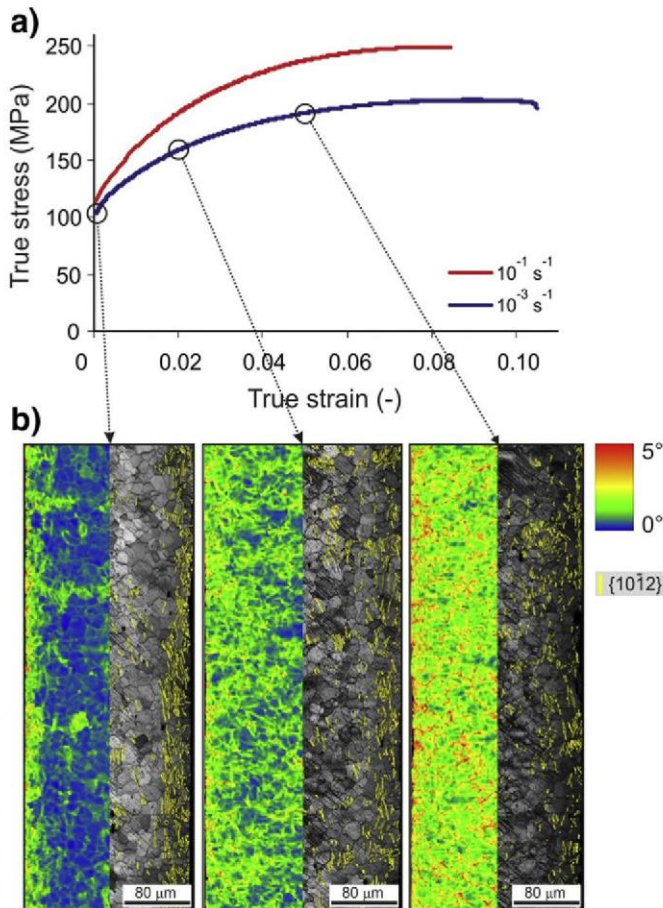 a)
250
200
150
100
50
0
True stress (MPa)
10⁻¹ s⁻¹
10⁻³ s⁻¹
0 0.02 0.04 0.06 0.08 0.10
True strain (-)
b)
5°
0°
{101̄2}
80 μm 80 μm 80 μm